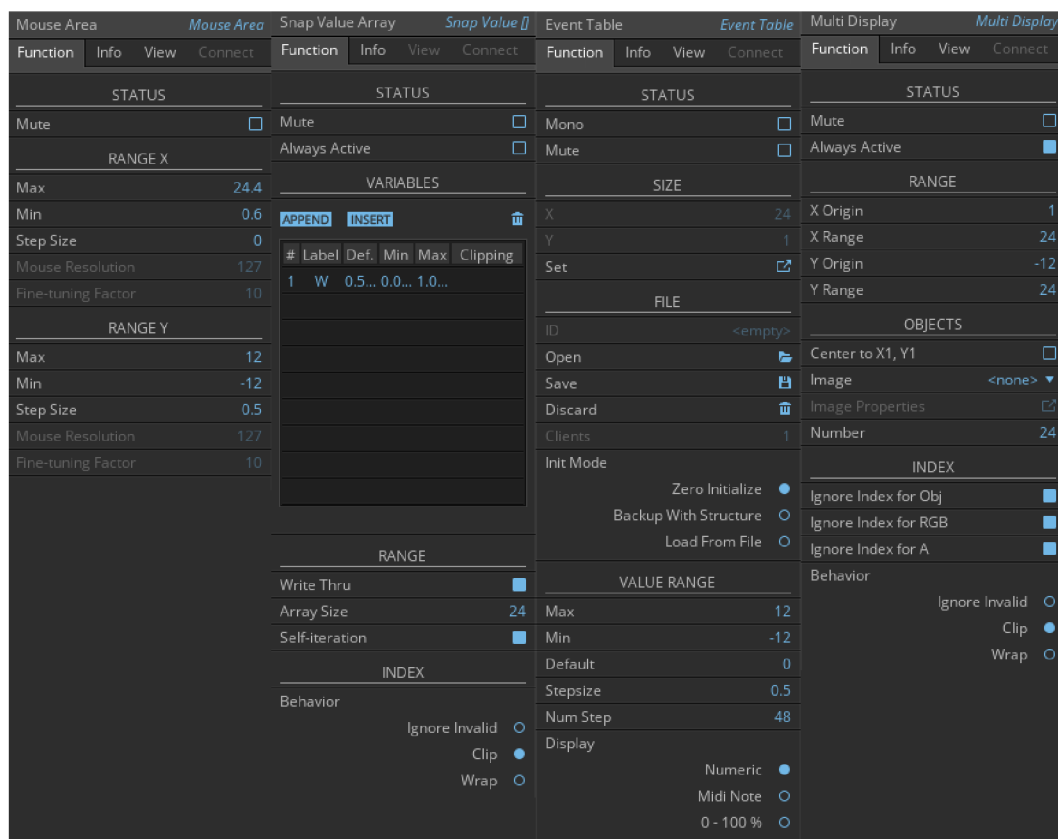 Mouse Area Mouse Area
Function Info View Connect
STATUS
Mute
RANGE X
Max 24.4
Min 0.6
Step Size 0
Mouse Resolution 127
Fine-tuning Factor 10
RANGE Y
Max 12
Min -12
Step Size 0.5
Mouse Resolution 127
Fine-tuning Factor 10
Snap Value Array Snap Value []
Function Info View Connect
STATUS
Mute
Always Active
VARIABLES
APPEND INSERT
# Label Def. Min Max Clipping
1 W 0.5... 0.0... 1.0...
RANGE
Write Thru
Array Size 24
Self-iteration
INDEX
Behavior
Ignore Invalid
Clip
Wrap
Event Table Event Table
Function Info View Connect
STATUS
Mono
Mute
SIZE
X 24
Y 1
Set
FILE
ID <empty>
Open
Save
Discard
Clients 1
Init Mode
Zero Initialize
Backup With Structure
Load From File
VALUE RANGE
Max 12
Min -12
Default 0
Stepsize 0.5
Num Step 48
Display
Numeric
Midi Note
0 - 100 %
Multi Display Multi Display
Function Info View Connect
STATUS
Mute
Always Active
RANGE
X Origin 1
X Range 24
Y Origin -12
Y Range 24
OBJECTS
Center to X1, Y1
Image <none>
Image Properties
Number 24
INDEX
Ignore Index for Obj
Ignore Index for RGB
Ignore Index for A
Behavior
Ignore Invalid
Clip
Wrap